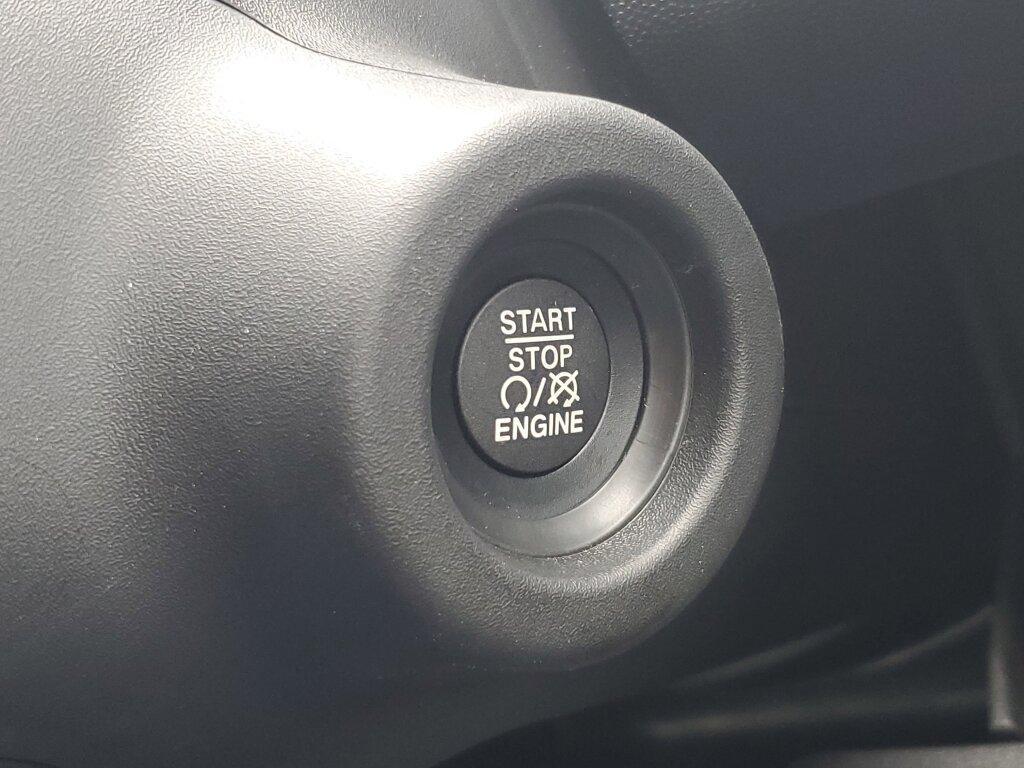 START
STOP
/
ENGINE